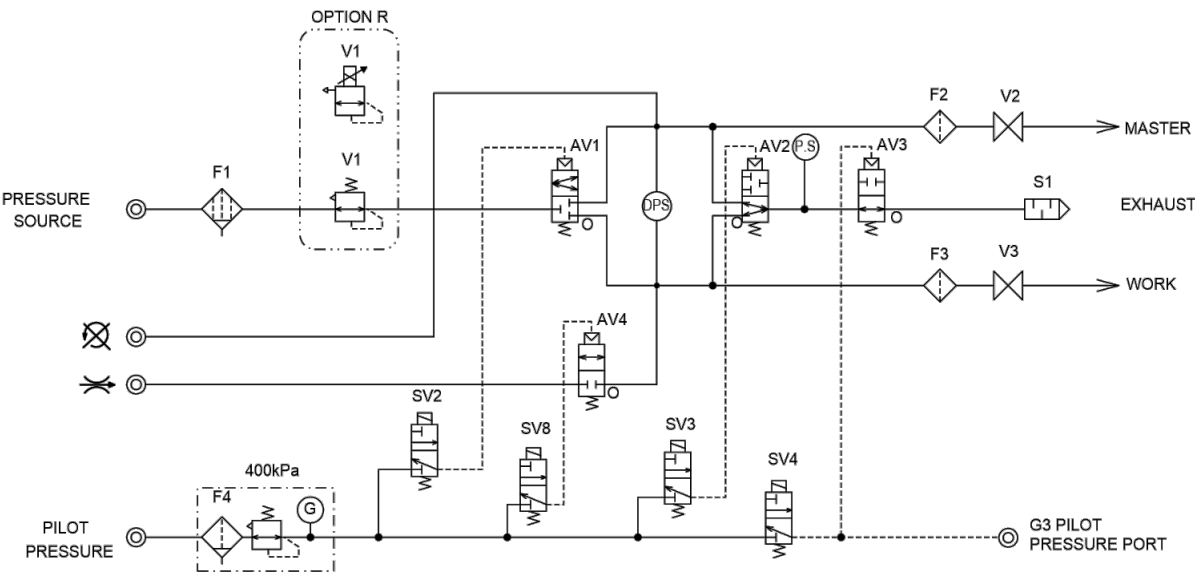 OPTION R
V1
F2
V2
MASTER
AV1
AV2
P.S
AV3
V1
F1
S1
PRESSURE
SOURCE
DPS
EXHAUST
F3
V3
WORK
AV4
SV2
SV8
SV3
SV4
400kPa
F4
G
PILOT
PRESSURE
G3 PILOT
PRESSURE PORT